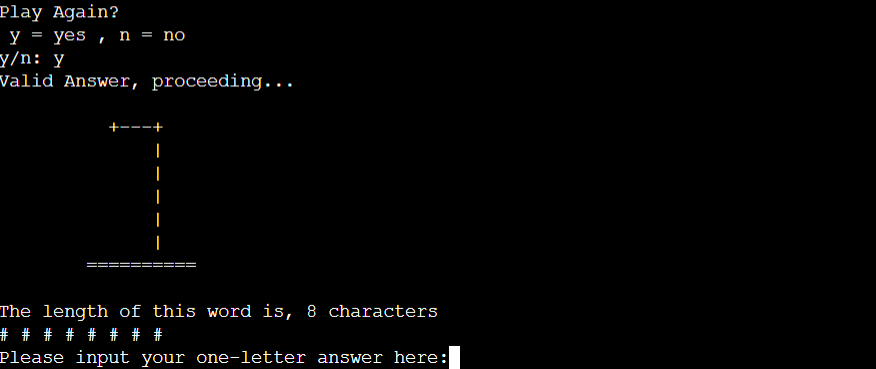 Play Again?
y = yes , n = no
y/n: y
Valid Answer, proceeding...
+---+
|
|
|
|
|
==========
The length of this word is, 8 characters
# # # # # # # #
Please input your one-letter answer here: